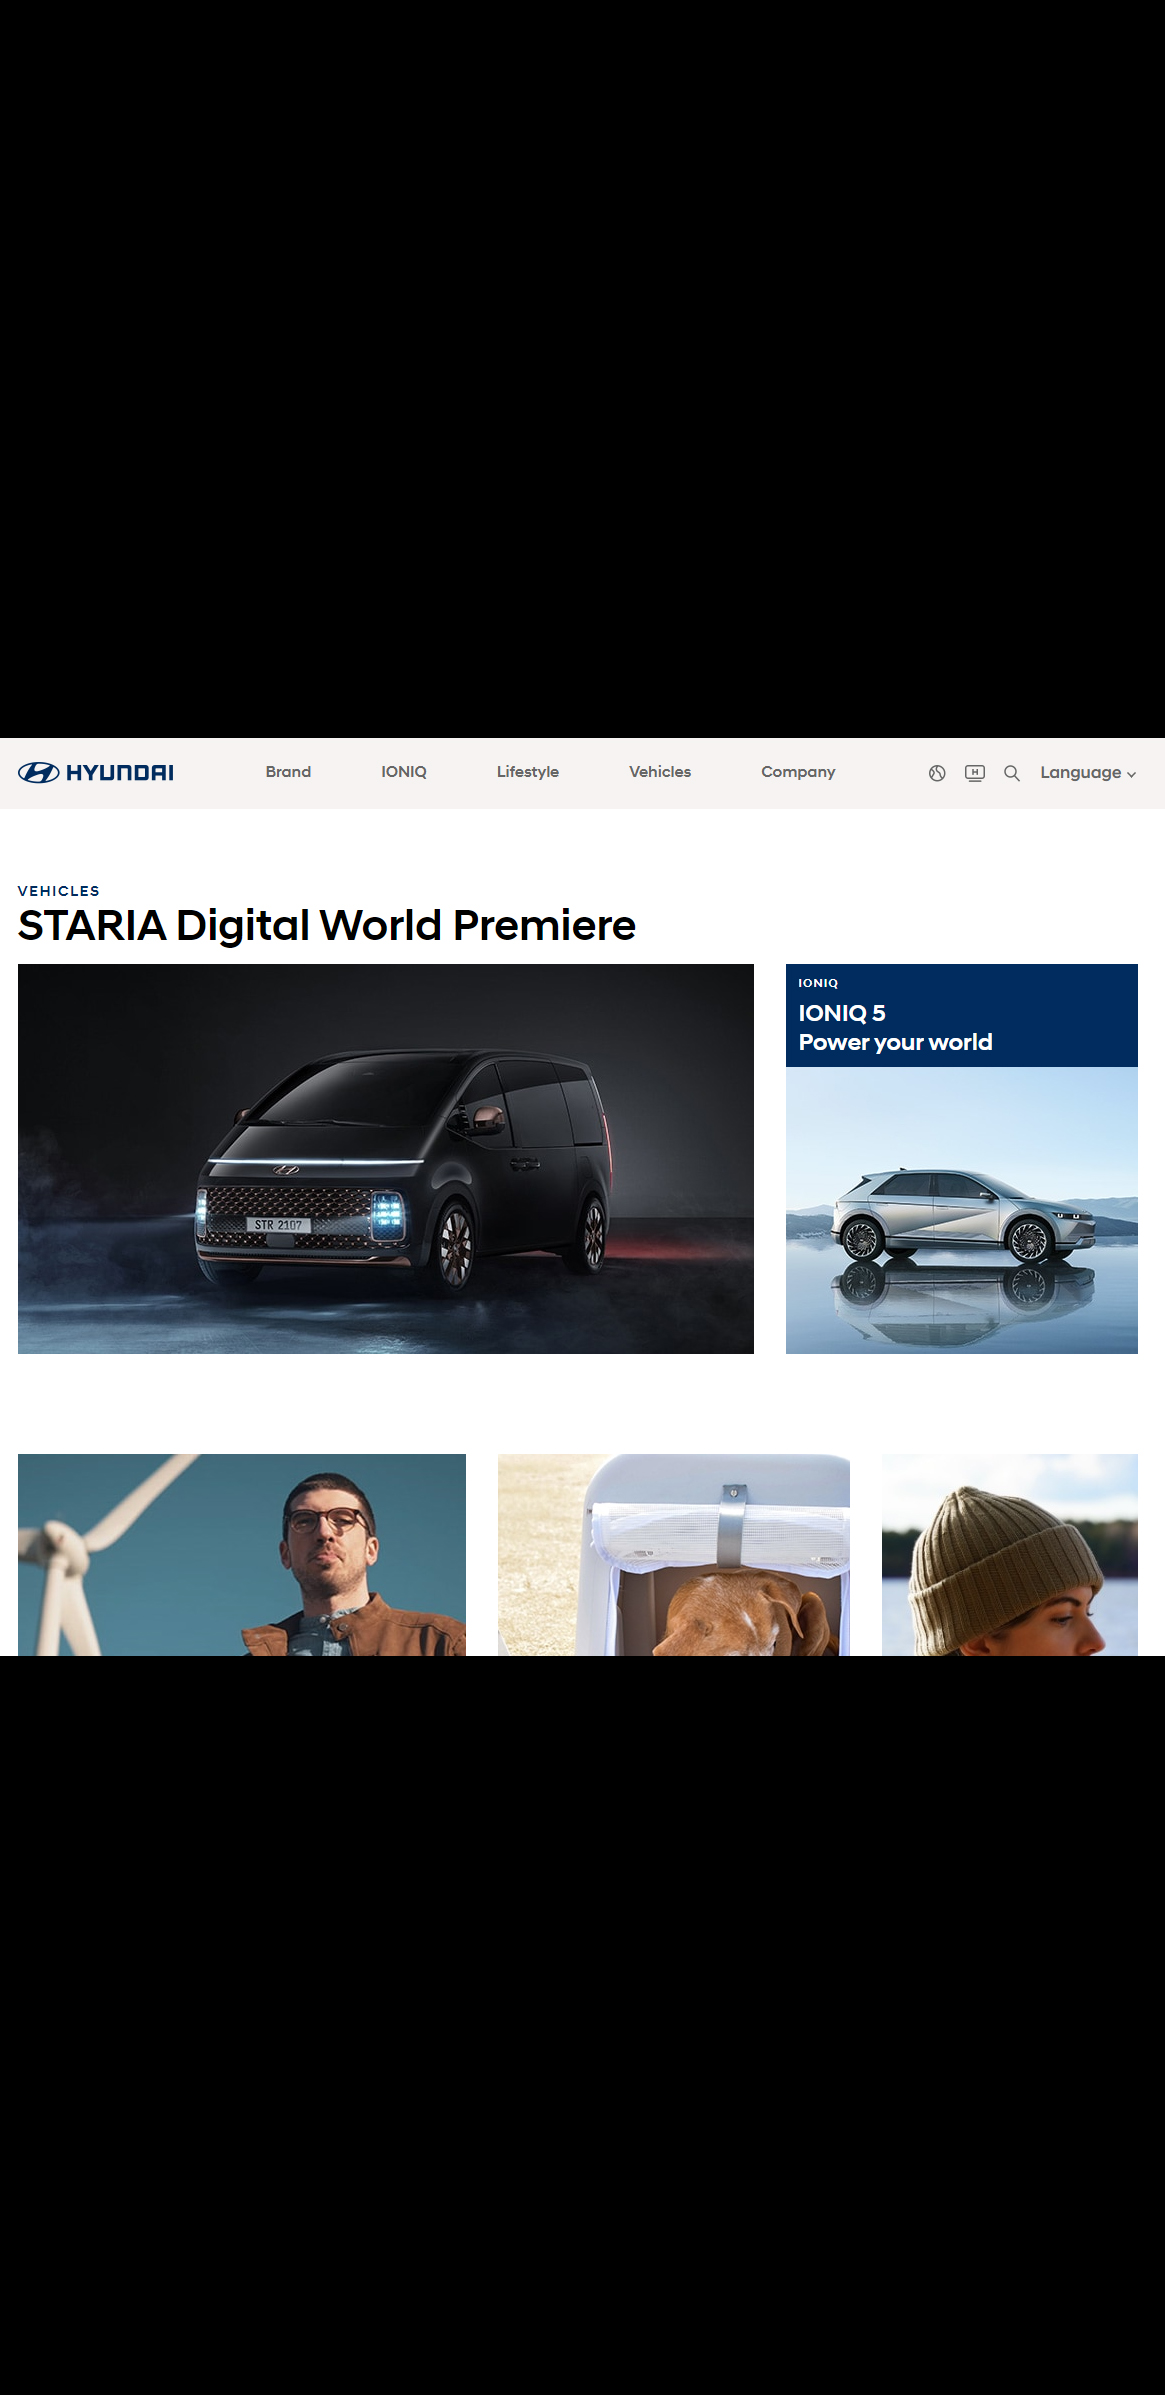 HYUNDAI
Brand
IONIQ
Lifestyle
Vehicles
Company
Language
VEHICLES
STARIA Digital World Premiere
STR 2107
IONIQ
IONIQ 5
Power your world